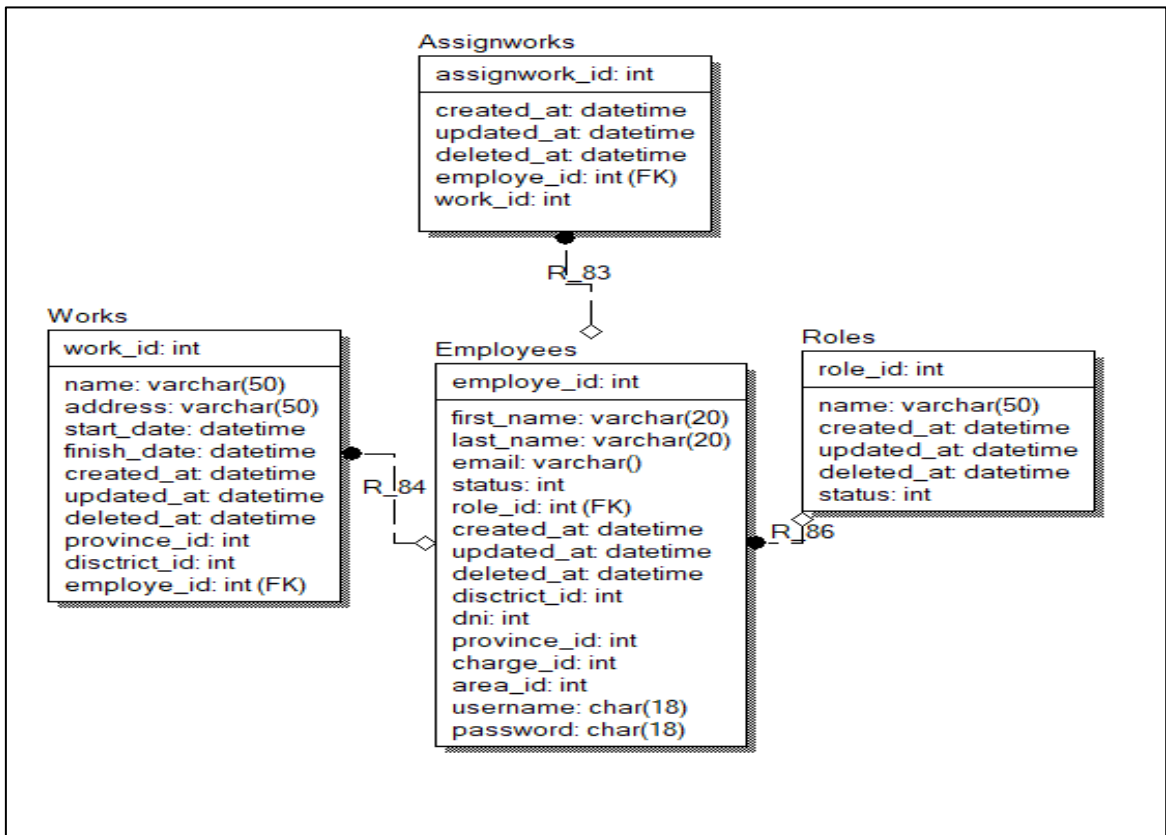 Assignworks
assignwork_id: int
created_at: datetime
updated_at: datetime
deleted_at: datetime
employe_id: int (FK)
work_id: int
R_83
Works
work_id: int
name: varchar(50)
address: varchar(50)
start_date: datetime
finish_date: datetime
created_at: datetime
updated_at: datetime
deleted_at: datetime
province_id: int
disctrict_id: int
employe_id: int (FK)
R_84
Employees
employe_id: int
first_name: varchar(20)
last_name: varchar(20)
email: varchar()
status: int
role_id: int (FK)
created_at: datetime
updated_at: datetime
deleted_at: datetime
disctrict_id: int
dni: int
province_id: int
charge_id: int
area_id: int
username: char(18)
password: char(18)
R_86
Roles
role_id: int
name: varchar(50)
created_at: datetime
updated_at: datetime
deleted_at: datetime
status: int